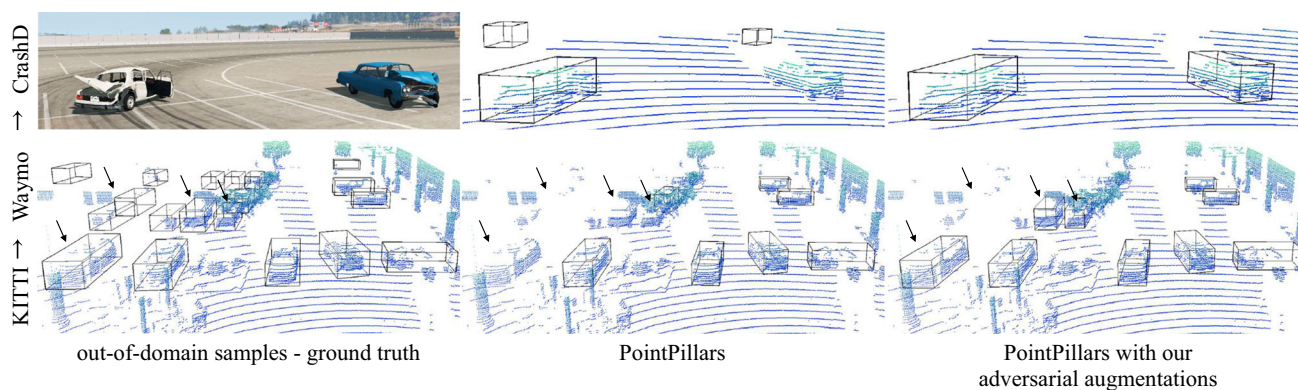 → CrashD
KITTI → Waymo
out-of-domain samples - ground truth
PointPillars
PointPillars with our
adversarial augmentations